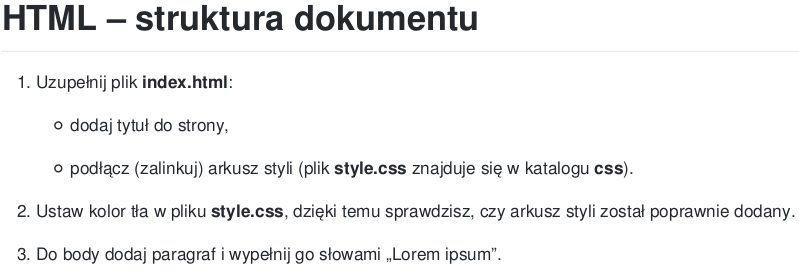 HTML – struktura dokumentu
1. Uzupełnij plik index.html:
dodaj tytuł do strony,
podłącz (zalinkuj) arkusz styli (plik style.css znajduje się w katalogu css).
2. Ustaw kolor tła w pliku style.css, dzięki temu sprawdzisz, czy arkusz styli został poprawnie dodany.
3. Do body dodaj paragraf i wypełnij go słowami „Lorem ipsum”.